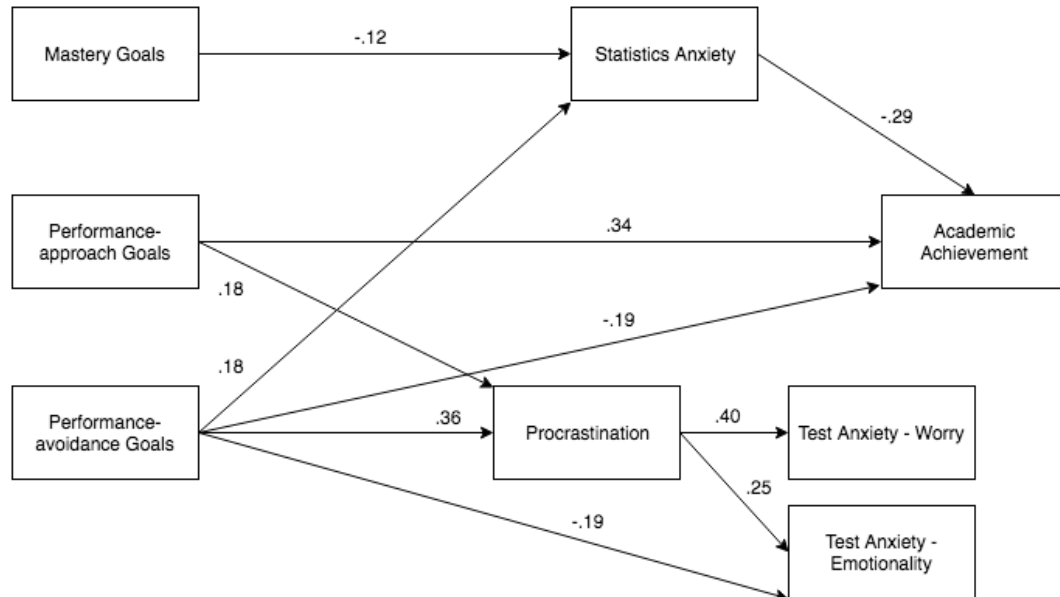 Mastery Goals
-.12
Statistics Anxiety
-.29
Performance-
approach Goals
.34
Academic
Achievement
.18
-.19
.18
Performance-
avoidance Goals
.36
Procrastination
.40
Test Anxiety - Worry
.25
-.19
Test Anxiety -
Emotionality